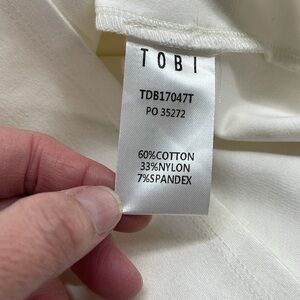 TOBI
TDB17047T
PO 35272
60%COTTON
33%NYLON
7%SPANDEX